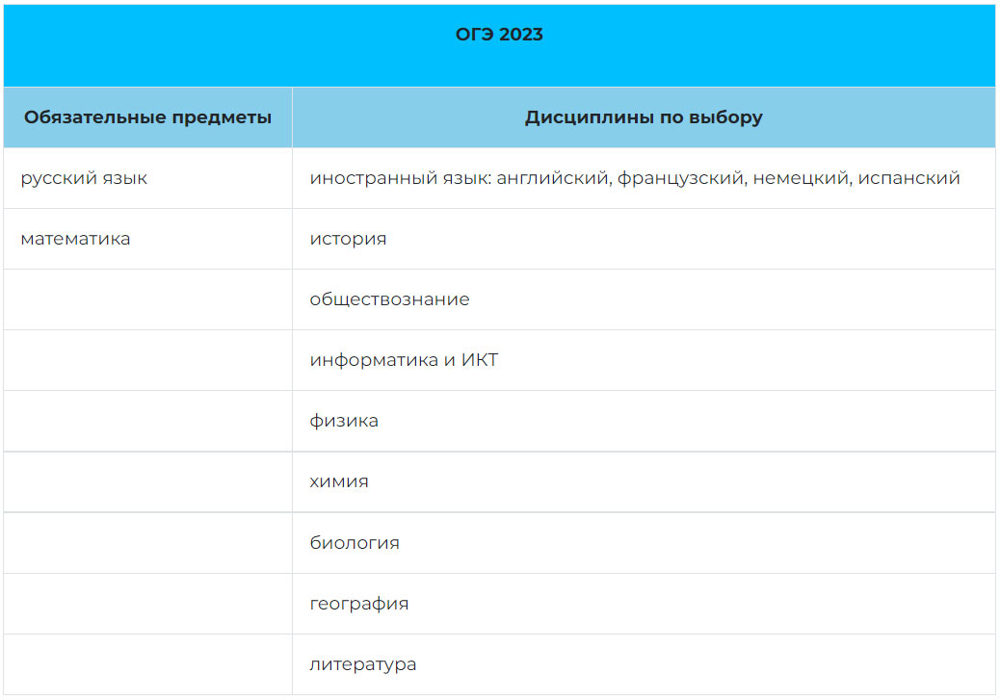 ОГЭ 2023
Обязательные предметы
Дисциплины по выбору
русский язык
иностранный язык: английский, французский, немецкий, испанский
математика
история
обществознание
информатика и ИКТ
физика
химия
биология
география
литература